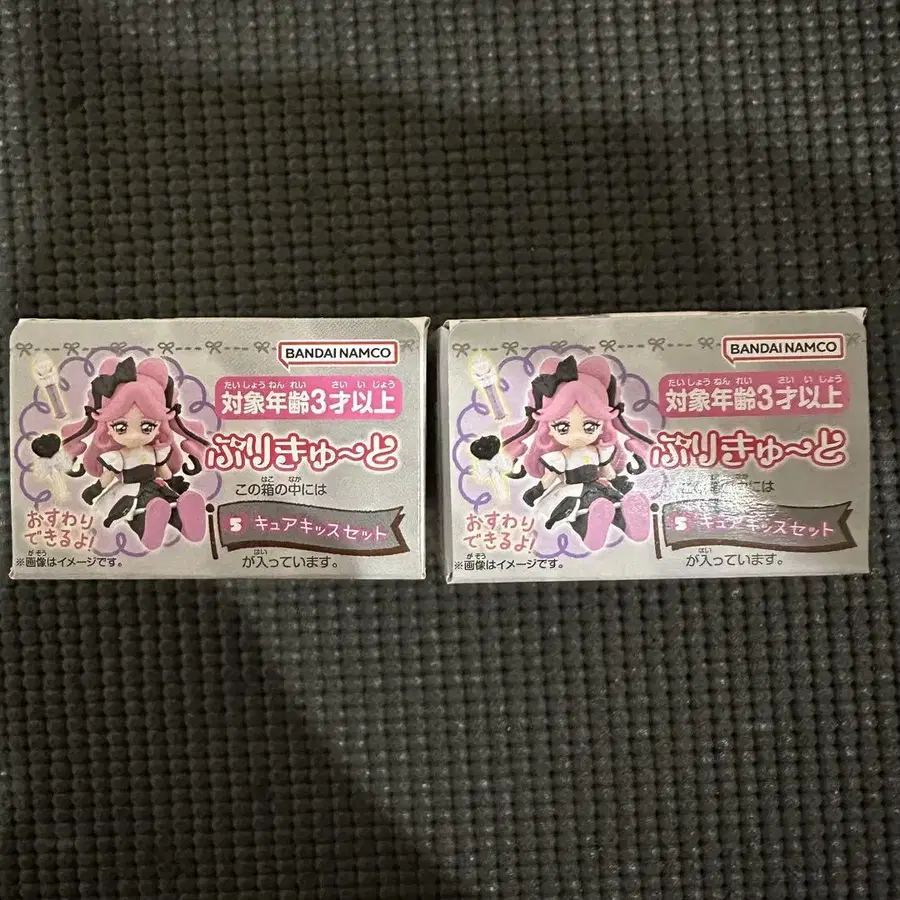 BANDAI NAMCO
たいしょうねんれい さいいじょう
対象年齢3才以上
ぷりきゅ〜と
はこ なか
この箱の中には
5 キュアキッスセット
はい
が入っています。
おすわり
できるよ!
がぞう
※画像はイメージです。
BANDAI NAMCO
たいしょうねんれい さいいじょう
対象年齢3才以上
ぷりきゅ〜と
この箱の中には
5 キュアキッスセット
はい
が入っています。
おすわり
できるよ!
がぞう
※画像はイメージです。